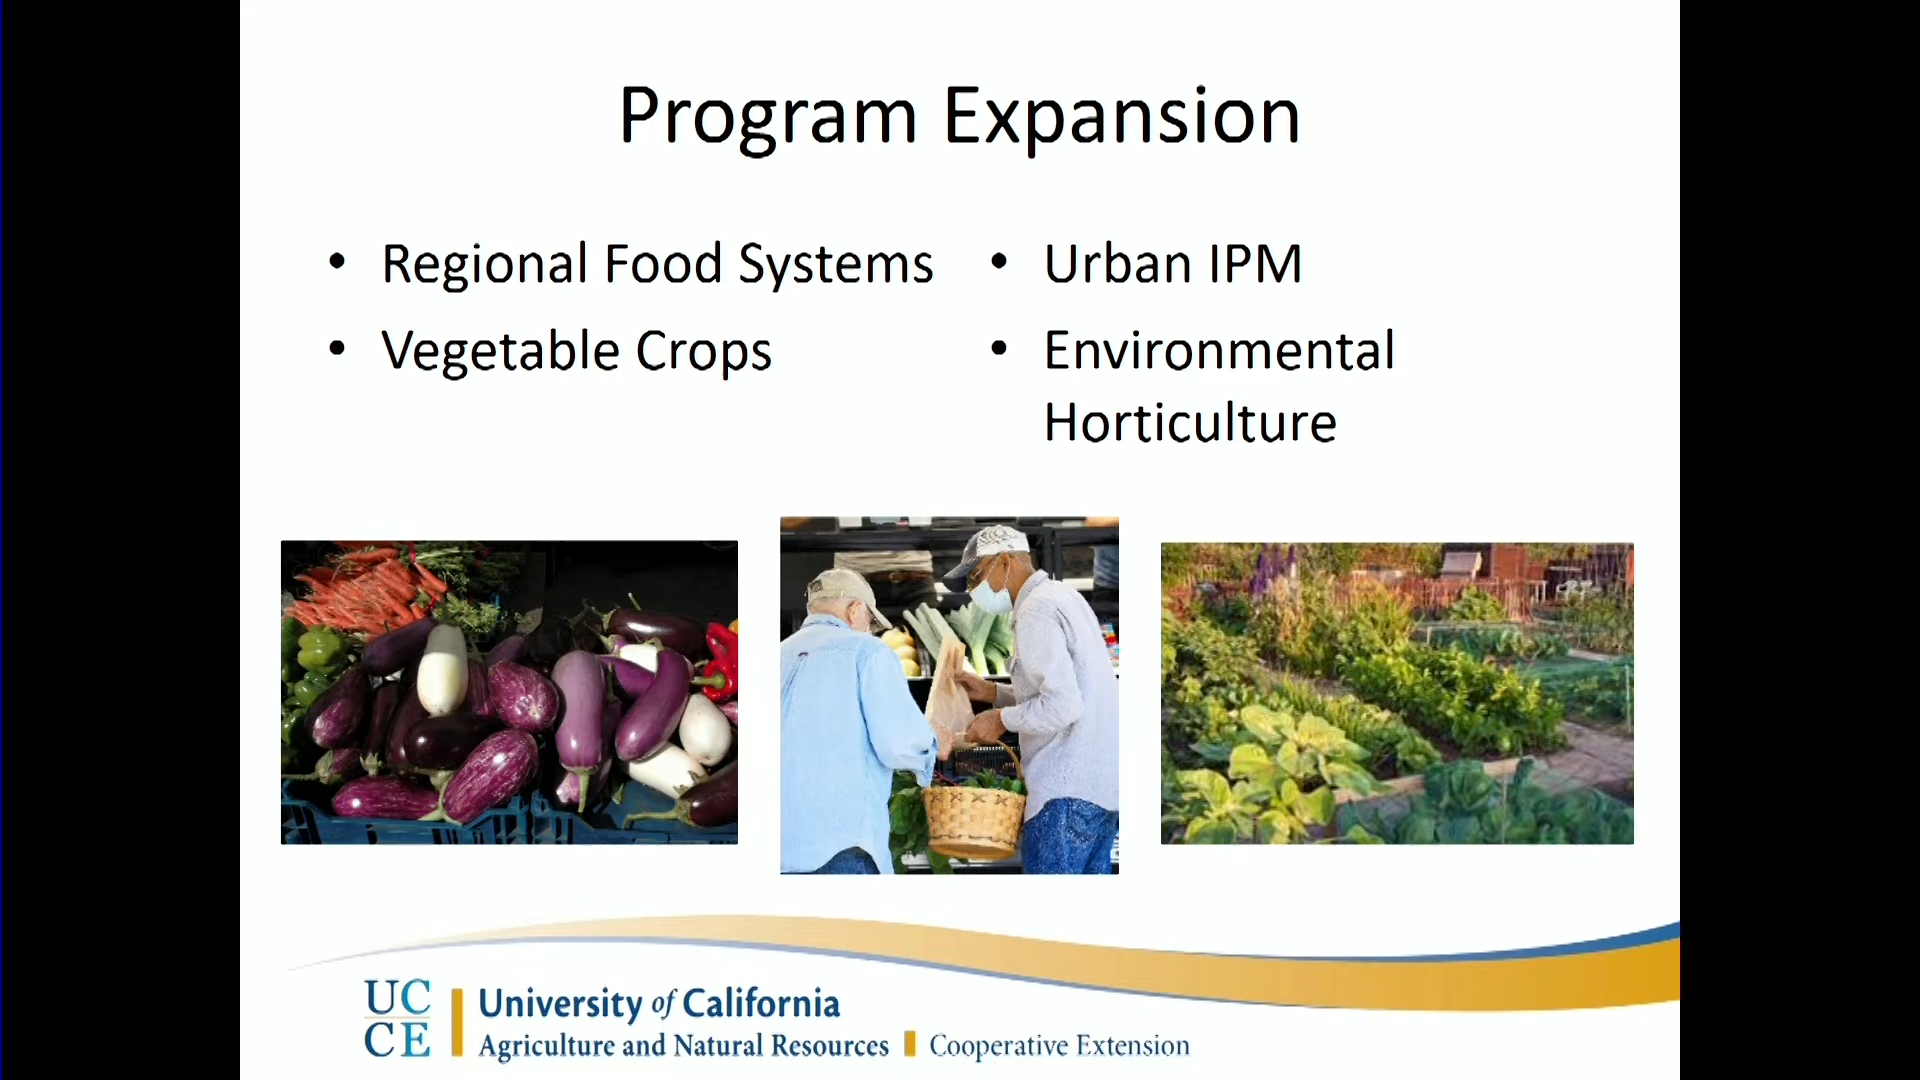 Program Expansion
• Regional Food Systems
• Vegetable Crops
• Urban IPM
• Environmental
Horticulture
UC
CE
University of California
Agriculture and Natural Resources
Cooperative Extension